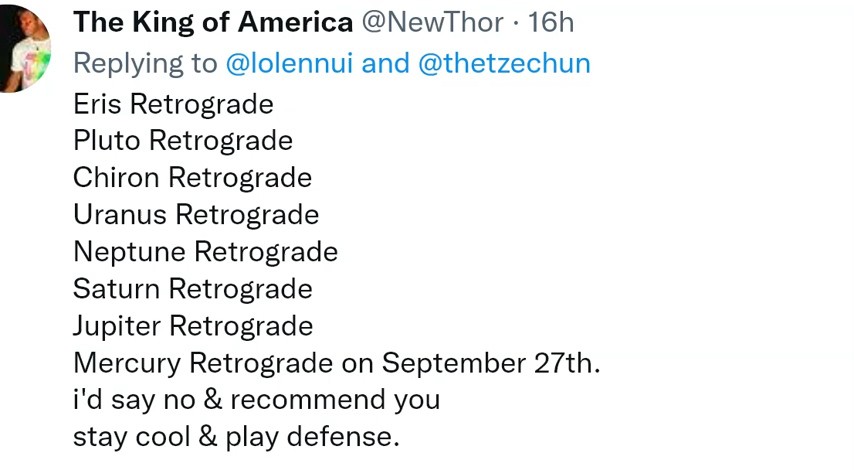 The King of America @NewThor · 16h
Replying to @lolennui and @thetzechun
Eris Retrograde
Pluto Retrograde
Chiron Retrograde
Uranus Retrograde
Neptune Retrograde
Saturn Retrograde
Jupiter Retrograde
Mercury Retrograde on September 27th.
i'd say no & recommend you
stay cool & play defense.